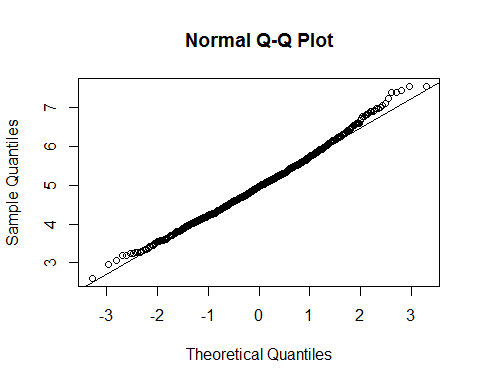 Normal Q-Q Plot
Sample Quantiles
7
6
5
4
3
-3 -2 -1 0 1 2 3
Theoretical Quantiles